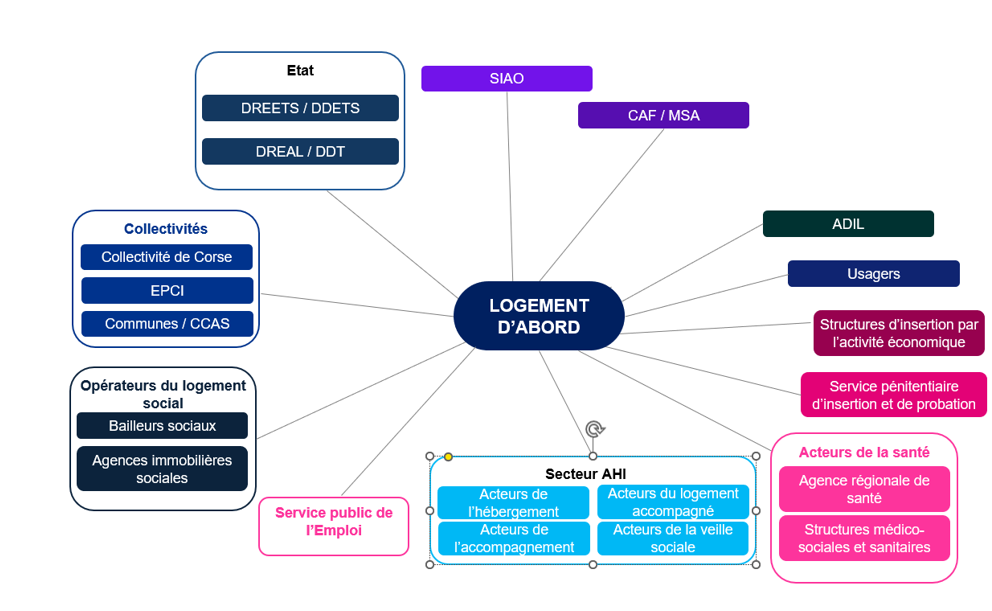 Etat
DREETS / DDETS
DREAL / DDT
SIAO
CAF / MSA
Collectivités
Collectivité de Corse
EPCI
Communes / CCAS
ADIL
Usagers
LOGEMENT
D’ABORD
Structures d’insertion par
l’activité économique
Service pénitentiaire
d’insertion et de probation
Opérateurs du logement
social
Bailleurs sociaux
Agences immobilières
sociales
Service public de
l’Emploi
Secteur AHI
Acteurs de
l’hébergement
Acteurs du logement
accompagné
Acteurs de
l’accompagnement
Acteurs de la veille
sociale
Acteurs de la santé
Agence régionale de
santé
Structures médico-
sociales et sanitaires